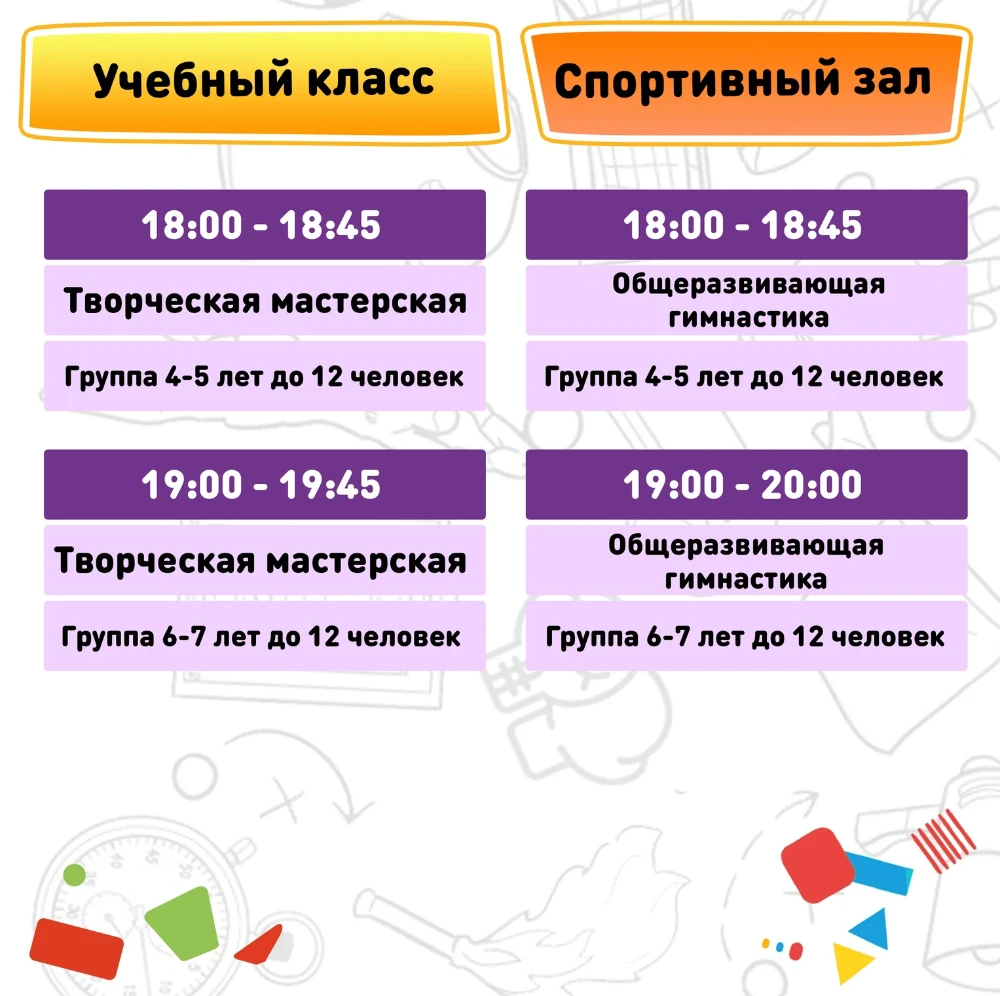 Учебный класс
18:00 - 18:45
Творческая мастерская
Группа 4-5 лет до 12 человек
19:00 - 19:45
Творческая мастерская
Группа 6-7 лет до 12 человек
Спортивный зал
18:00 - 18:45
Общеразвивающая
гимнастика
Группа 4-5 лет до 12 человек
19:00 - 20:00
Общеразвивающая
гимнастика
Группа 6-7 лет до 12 человек